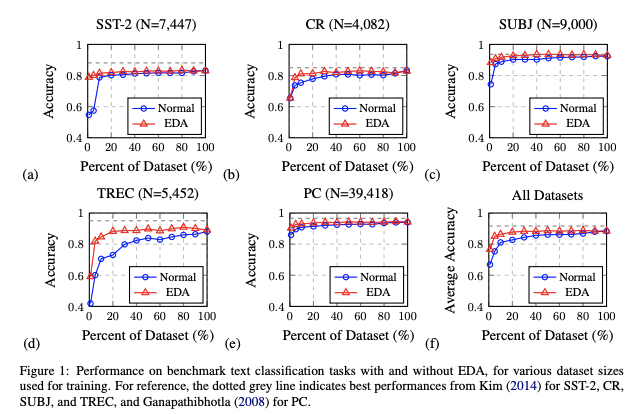 SST-2 (N=7,447)
CR (N=4,082)
SUBJ (N=9,000)
1
0.8
0.6
0.4
Accuracy
Normal
EDA
0 20 40 60 80 100
Percent of Dataset (%)
(a)
1
0.8
0.6
0.4
Accuracy
Normal
EDA
0 20 40 60 80 100
Percent of Dataset (%)
(b)
1
0.8
0.6
0.4
Accuracy
Normal
EDA
0 20 40 60 80 100
Percent of Dataset (%)
(c)
TREC (N=5,452)
PC (N=39,418)
All Datasets
1
0.8
0.6
0.4
Accuracy
Normal
EDA
0 20 40 60 80 100
Percent of Dataset (%)
(d)
1
0.8
0.6
0.4
Accuracy
Normal
EDA
0 20 40 60 80 100
Percent of Dataset (%)
(e)
1
0.8
0.6
0.4
Average Accuracy
Normal
EDA
0 20 40 60 80 100
Percent of Dataset (%)
(f)
Figure 1: Performance on benchmark text classification tasks with and without EDA, for various dataset sizes
used for training. For reference, the dotted grey line indicates best performances from Kim (2014) for SST-2, CR,
SUBJ, and TREC, and Ganapathibhotla (2008) for PC.